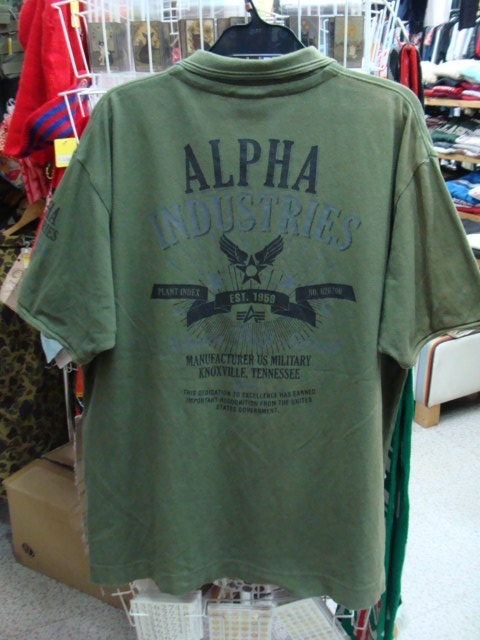 ALPHA
INDUSTRIES
PLANT INDEX
EST. 1959
NO. 026708
MANUFACTURER US MILITARY
KNOXVILLE, TENNESSEE
THIS DEDICATION TO EXCELLENCE HAS EARNED
IMPORTANT RECOGNITION FROM THE UNITED
STATES GOVERNMENT.